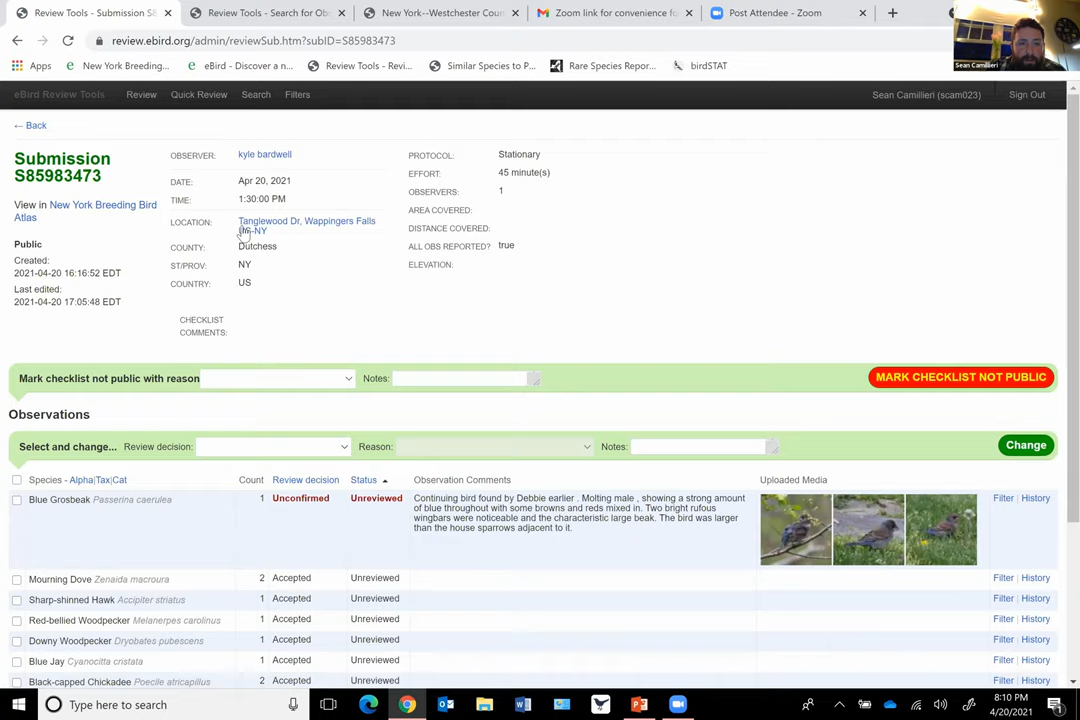 Review Tools - Submission S8 × Review Tools - Search for Obs × New York--Westchester Coun × Zoom link for convenience fo × Post Attendee - Zoom × +
review.ebird.org/admin/reviewSub.htm?subID=S85983473
Apps New York Breeding... eBird - Discover a n... Review Tools - Revi... Similar Species to P... Rare Species Repor... birdSTAT
Sean Camillieri
eBird Review Tools Review Quick Review Search Filters Sean Camillieri (scam023) Sign Out
← Back
Submission S85983473
View in New York Breeding Bird Atlas
Public
Created:
2021-04-20 16:16:52 EDT
Last edited:
2021-04-20 17:05:48 EDT
OBSERVER: kyle bardwell
DATE: Apr 20, 2021
TIME: 1:30:00 PM
LOCATION: Tanglewood Dr, Wappingers Falls
COUNTY: Dutchess
ST/PROV: NY
COUNTRY: US
CHECKLIST COMMENTS:
PROTOCOL: Stationary
EFFORT: 45 minute(s)
OBSERVERS: 1
AREA COVERED:
DISTANCE COVERED:
ALL OBS REPORTED? true
ELEVATION:
Mark checklist not public with reason Notes: MARK CHECKLIST NOT PUBLIC
Observations
Select and change... Review decision: Reason: Notes: Change
Species - Alpha|Tax|Cat Count Review decision Status Observation Comments Uploaded Media
Blue Grosbeak Passerina caerulea 1 Unconfirmed Unreviewed Continuing bird found by Debbie earlier . Molting male , showing a strong amount of blue throughout with some browns and reds mixed in. Two bright rufous wingbars were noticeable and the characteristic large beak. The bird was larger than the house sparrows adjacent to it. Filter | History
Mourning Dove Zenaida macroura 2 Accepted Unreviewed Filter | History
Sharp-shinned Hawk Accipiter striatus 1 Accepted Unreviewed Filter | History
Red-bellied Woodpecker Melanerpes carolinus 1 Accepted Unreviewed Filter | History
Downy Woodpecker Dryobates pubescens 1 Accepted Unreviewed Filter | History
Blue Jay Cyanocitta cristata 1 Accepted Unreviewed Filter | History
Black-capped Chickadee Poecile atricapillus 2 Accepted Unreviewed Filter | History
Type here to search
8:10 PM
4/20/2021